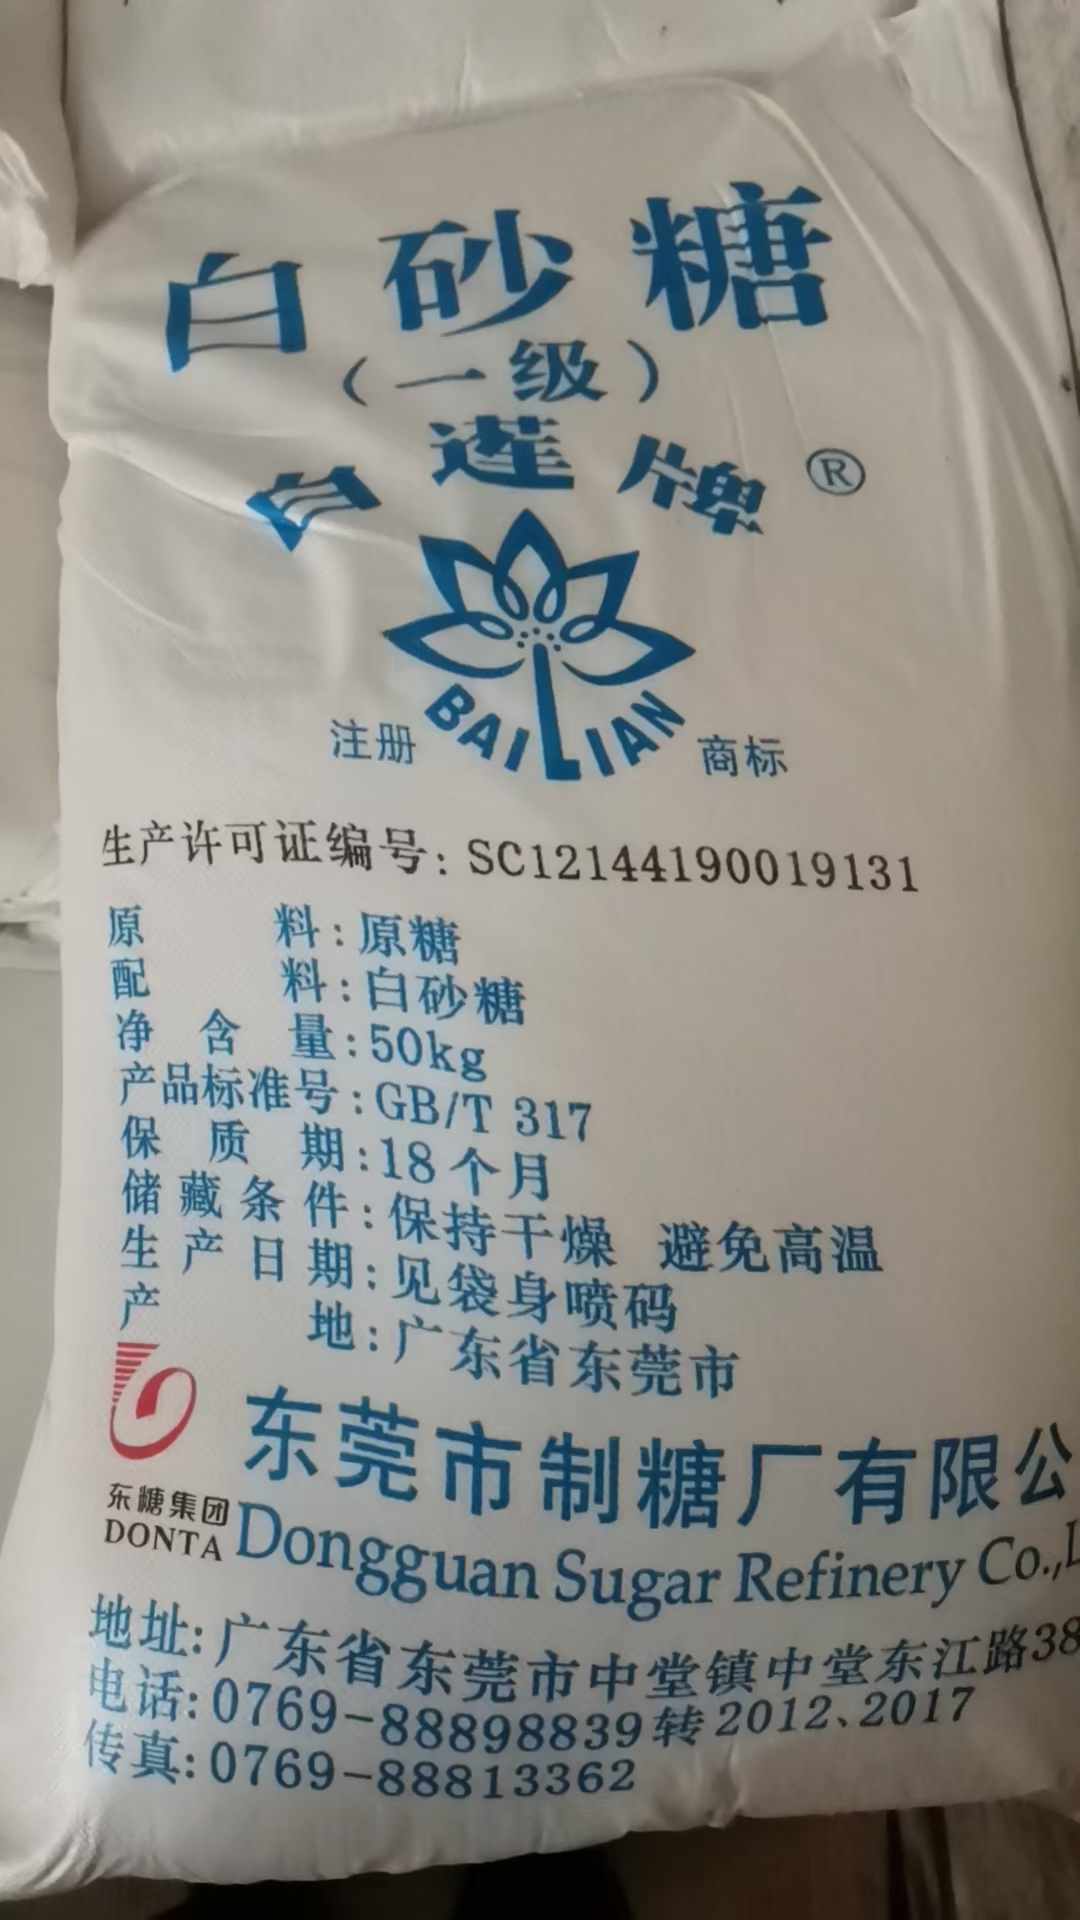 白砂糖
（一级）
白莲牌®
BAILIAN
注册 商标
生产许可证编号: SC12144190019131
原料:原糖
配料:白砂糖
净含量:50kg
产品标准号:GB/T 317
保质期:18个月
储藏条件:保持干燥 避免高温
生产日期:见袋身喷码
产地:广东省东莞市
东莞市制糖厂有限公
东糖集团
DONTA
Dongguan Sugar Refinery Co.,L
地址:广东省东莞市中堂镇中堂东江路38
电话:0769-88898839转2012、2017
传真:0769-88813362